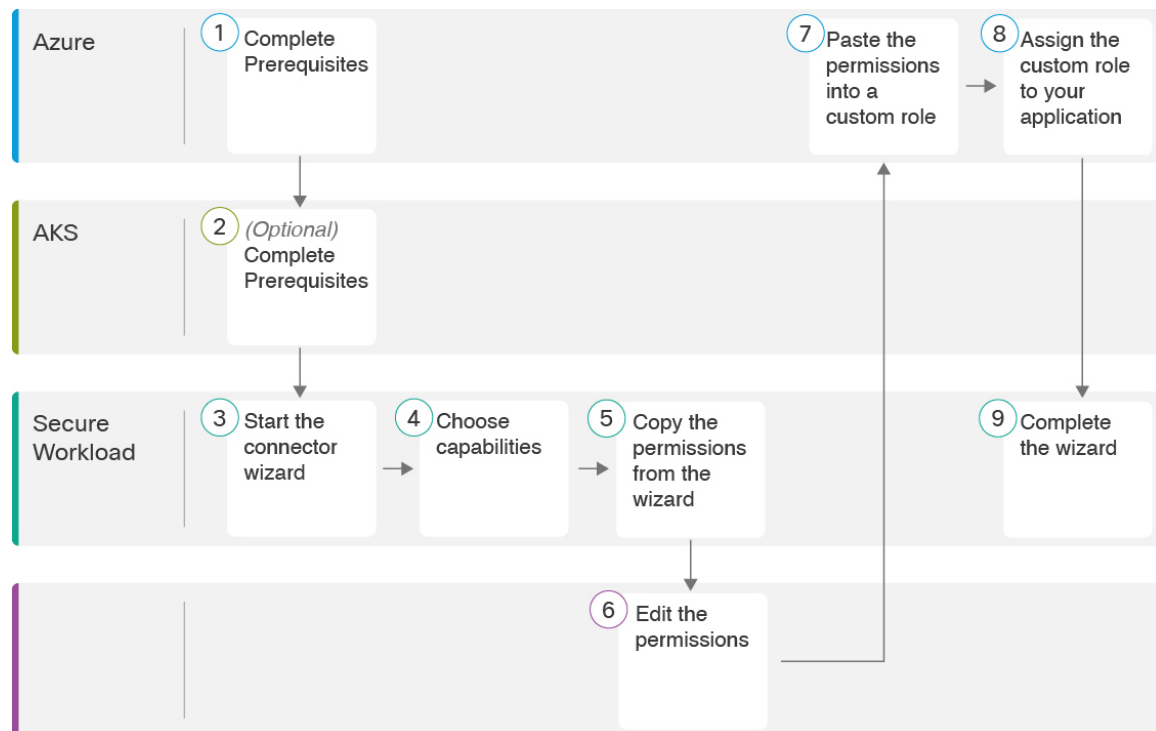 Azure
1 Complete
Prerequisites
7 Paste the
permissions
into a
custom role
8 Assign the
custom role
to your
application
AKS
2 (Optional)
Complete
Prerequisites
Secure
Workload
3 Start the
connector
wizard
4 Choose
capabilities
5 Copy the
permissions
from the
wizard
9 Complete
the wizard
6 Edit the
permissions